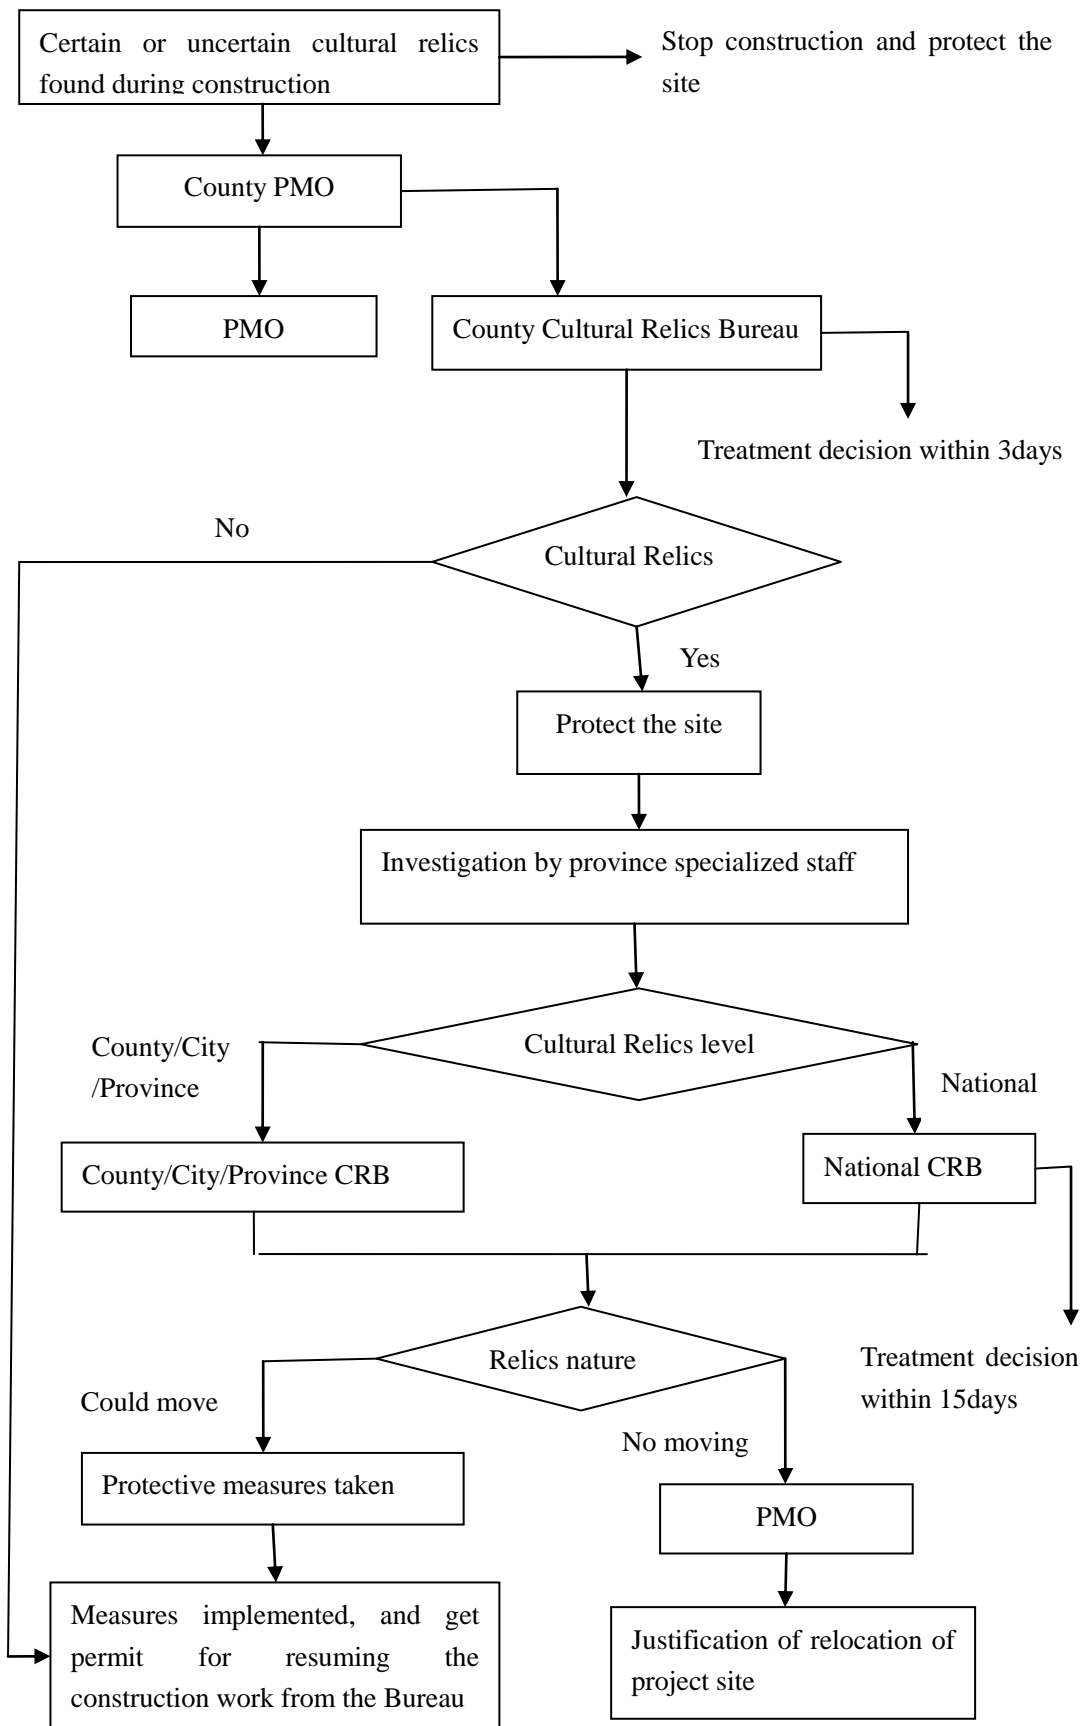 Certain or uncertain cultural relics
found during construction
Stop construction and protect the
site
County PMO
PMO
County Cultural Relics Bureau
Treatment decision within 3days
No
Cultural Relics
Yes
Protect the site
Investigation by province specialized staff
County/City
/Province
Cultural Relics level
National
County/City/Province CRB
National CRB
Relics nature
Treatment decision
within 15days
Could move
No moving
Protective measures taken
PMO
Measures implemented, and get
permit for resuming the
construction work from the Bureau
Justification of relocation of
project site